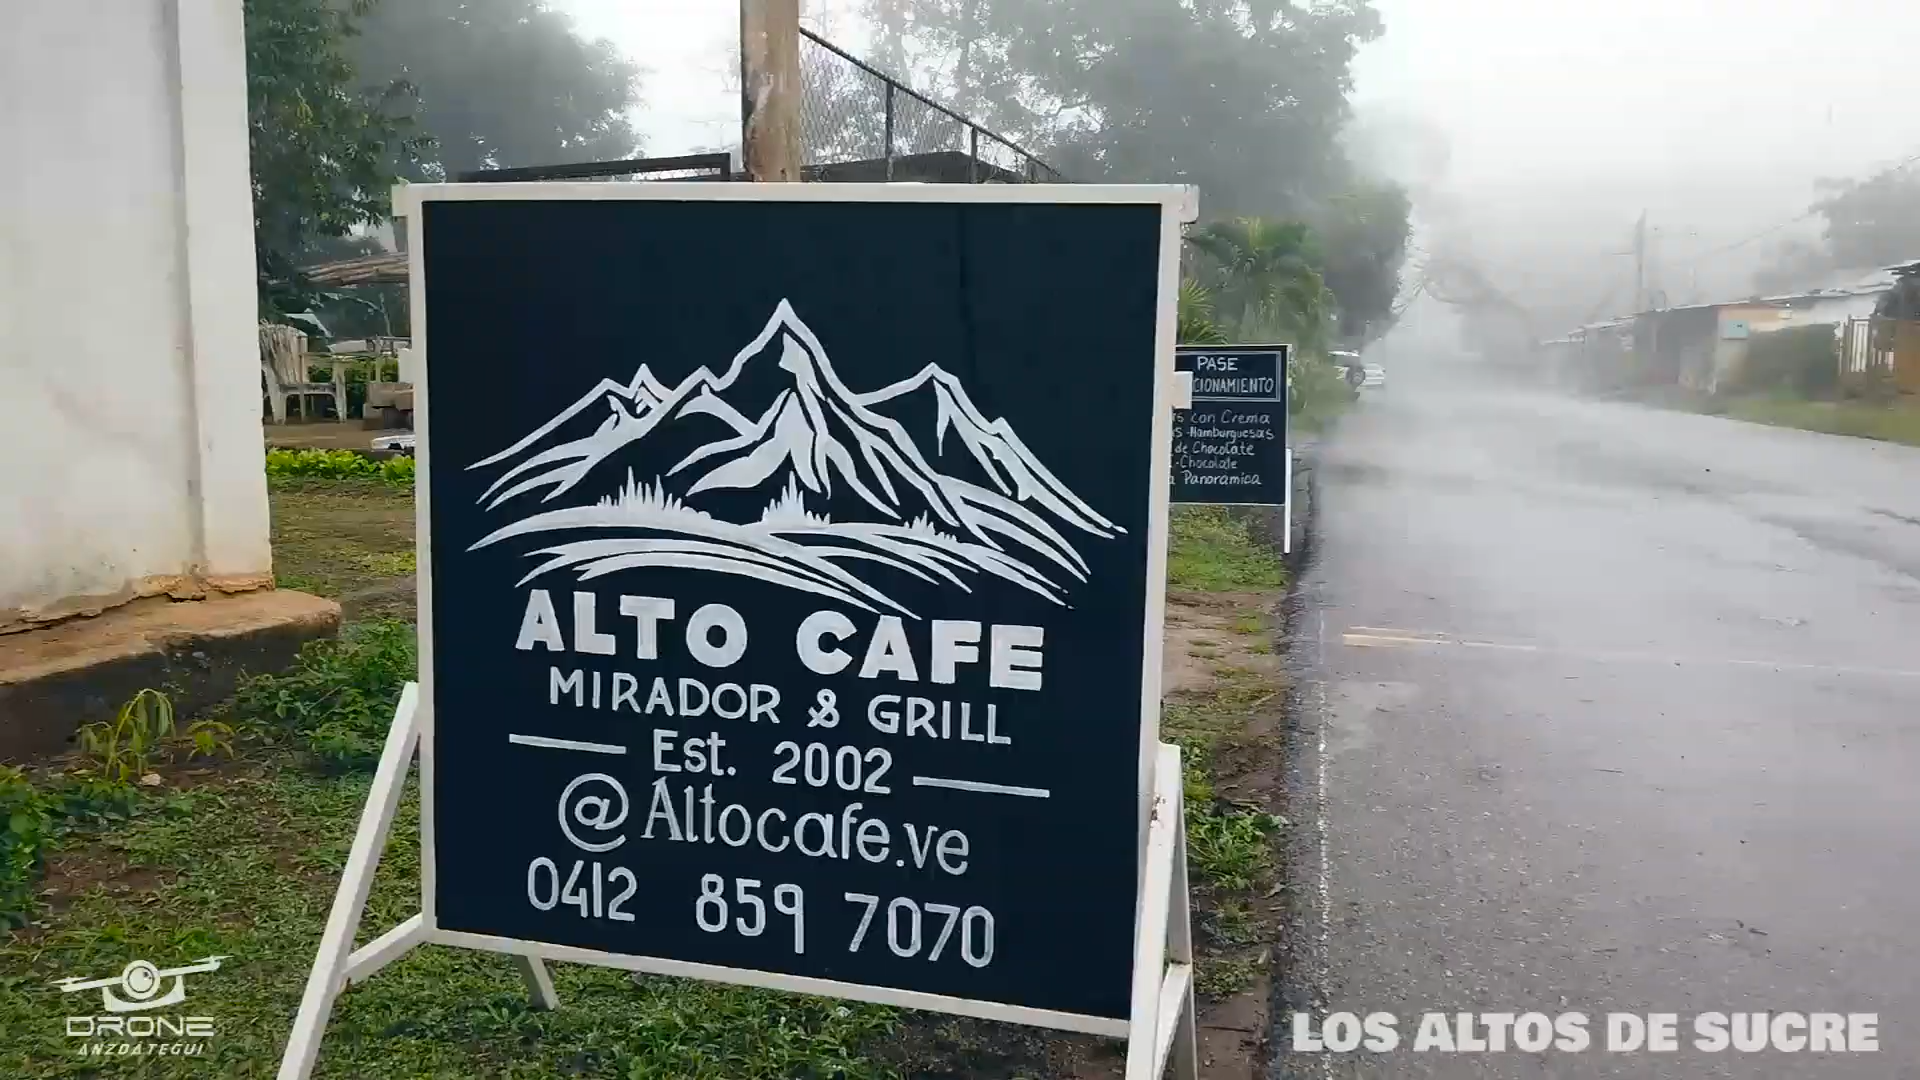 ALTO CAFE
MIRADOR & GRILL
Est. 2002
@Altocafe.ve
0412 859 7070
PASE
CIONAMIENTO
con Crema
Hamburguesas
de Chocolate
-Chocolate
Panoramica
DRONE
ANZOATEGUI
LOS ALTOS DE SUCRE